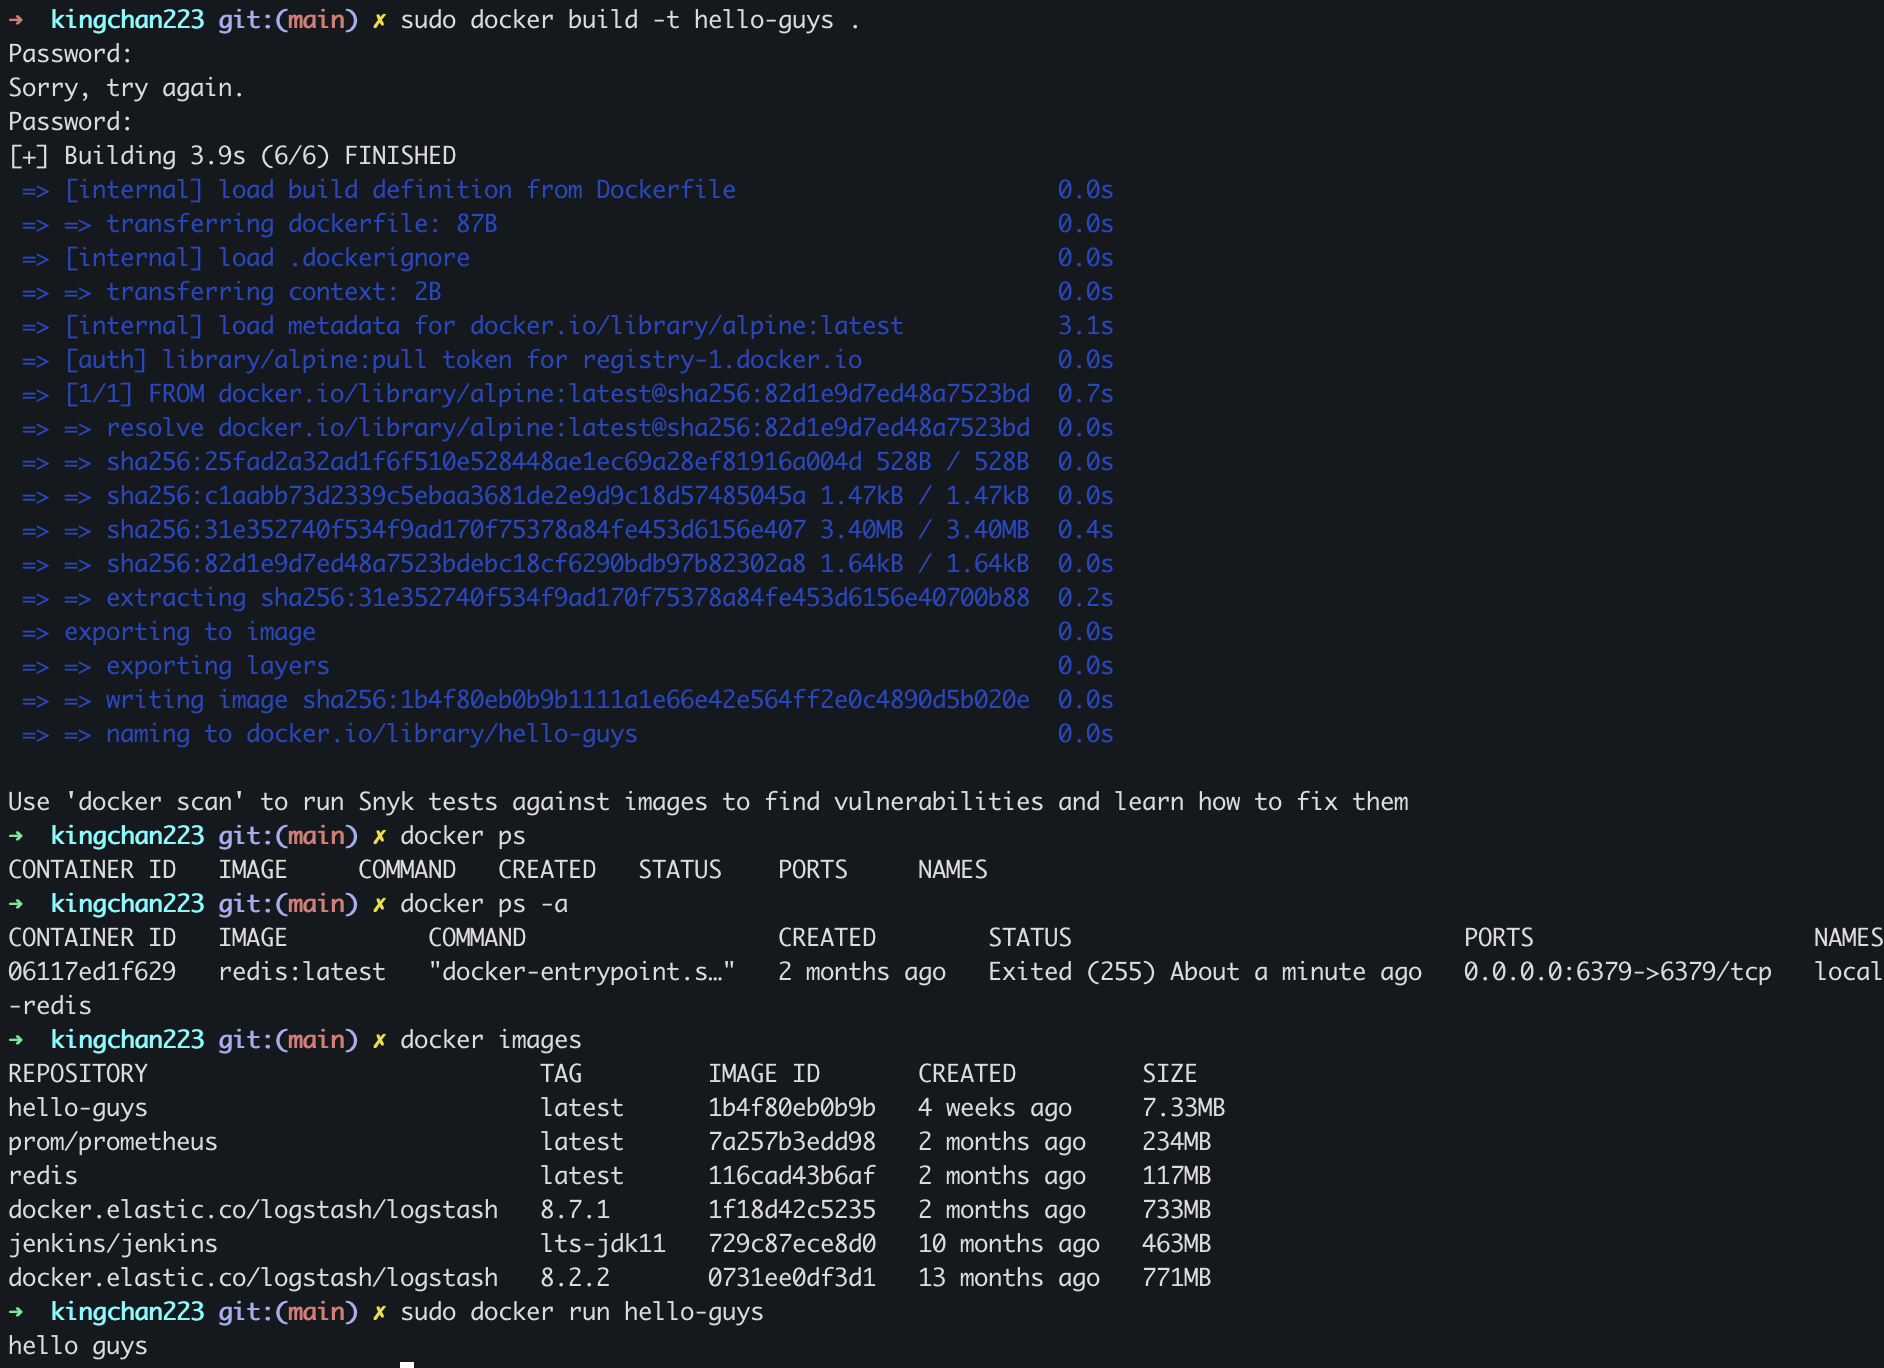 ➜  kingchan223 git:(main) ✗ sudo docker build -t hello-guys .
Password:
Sorry, try again.
Password:
[+] Building 3.9s (6/6) FINISHED
 => [internal] load build definition from Dockerfile                       0.0s
 => => transferring dockerfile: 87B                                        0.0s
 => [internal] load .dockerignore                                          0.0s
 => => transferring context: 2B                                            0.0s
 => [internal] load metadata for docker.io/library/alpine:latest           3.1s
 => [auth] library/alpine:pull token for registry-1.docker.io              0.0s
 => [1/1] FROM docker.io/library/alpine:latest@sha256:82d1e9d7ed48a7523bd  0.7s
 => => resolve docker.io/library/alpine:latest@sha256:82d1e9d7ed48a7523bd  0.0s
 => => sha256:25fad2a32ad1f6f510e528448ae1ec69a28ef81916a004d 528B / 528B  0.0s
 => => sha256:c1aabb73d2339c5ebaa3681de2e9d9c18d57485045a 1.47kB / 1.47kB  0.0s
 => => sha256:31e352740f534f9ad170f75378a84fe453d6156e407 3.40MB / 3.40MB  0.4s
 => => sha256:82d1e9d7ed48a7523bdebc18cf6290bdb97b82302a8 1.64kB / 1.64kB  0.0s
 => => extracting sha256:31e352740f534f9ad170f75378a84fe453d6156e40700b88  0.2s
 => exporting to image                                                     0.0s
 => => exporting layers                                                    0.0s
 => => writing image sha256:1b4f80eb0b9b1111a1e66e42e564ff2e0c4890d5b020e  0.0s
 => => naming to docker.io/library/hello-guys                              0.0s
Use 'docker scan' to run Snyk tests against images to find vulnerabilities and learn how to fix them
➜  kingchan223 git:(main) ✗ docker ps
CONTAINER ID   IMAGE     COMMAND   CREATED   STATUS    PORTS     NAMES
➜  kingchan223 git:(main) ✗ docker ps -a
CONTAINER ID   IMAGE          COMMAND                  CREATED        STATUS                            PORTS                    NAMES
06117ed1f629   redis:latest   "docker-entrypoint.s…"   2 months ago   Exited (255) About a minute ago   0.0.0.0:6379->6379/tcp   local
-redis
➜  kingchan223 git:(main) ✗ docker images
REPOSITORY                            TAG         IMAGE ID       CREATED         SIZE
hello-guys                            latest      1b4f80eb0b9b   4 weeks ago     7.33MB
prom/prometheus                       latest      7a257b3edd98   2 months ago    234MB
redis                                 latest      116cad43b6af   2 months ago    117MB
docker.elastic.co/logstash/logstash   8.7.1       1f18d42c5235   2 months ago    733MB
jenkins/jenkins                       lts-jdk11   729c87ece8d0   10 months ago   463MB
docker.elastic.co/logstash/logstash   8.2.2       0731ee0df3d1   13 months ago   771MB
➜  kingchan223 git:(main) ✗ sudo docker run hello-guys
hello guys